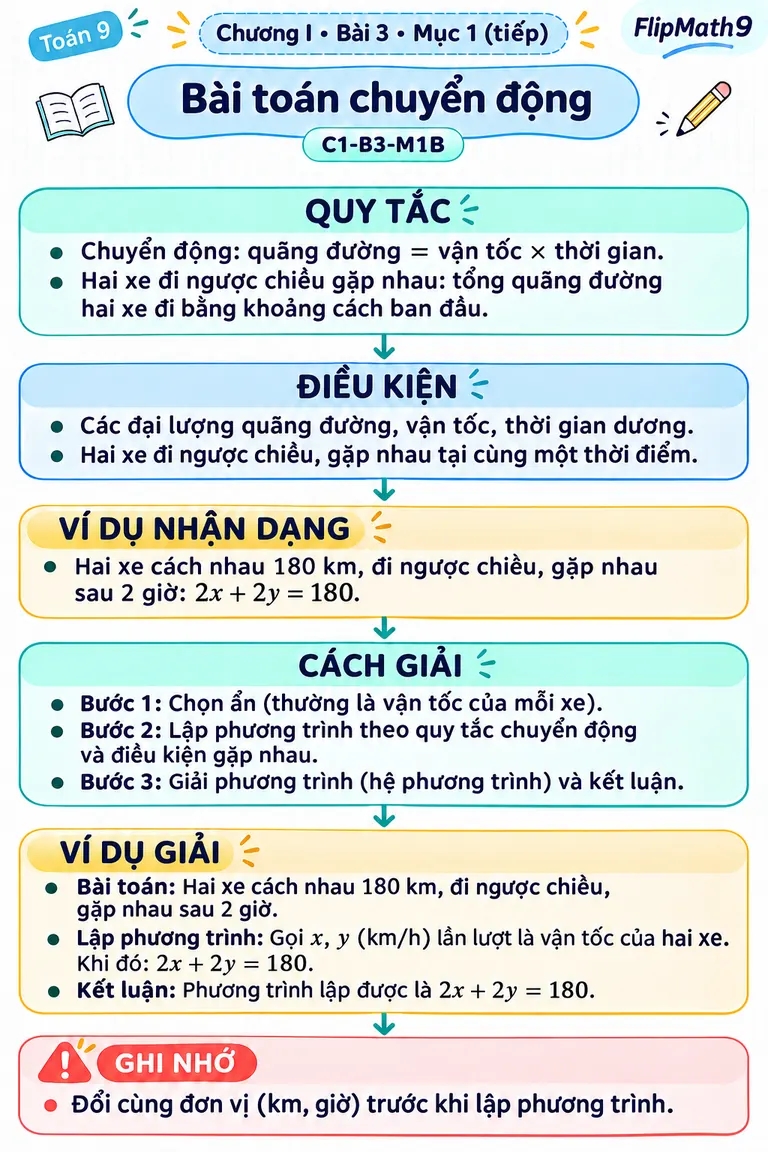 Toán 9
Chương I • Bài 3 • Mục 1 (tiếp)
FlipMath9
Bài toán chuyển động
C1-B3-M1B
QUY TẮC
• Chuyển động: quãng đường = vận tốc × thời gian.
• Hai xe đi ngược chiều gặp nhau: tổng quãng đường
hai xe đi bằng khoảng cách ban đầu.
ĐIỀU KIỆN
• Các đại lượng quãng đường, vận tốc, thời gian dương.
• Hai xe đi ngược chiều, gặp nhau tại cùng một thời điểm.
VÍ DỤ NHẬN DẠNG
• Hai xe cách nhau 180 km, đi ngược chiều, gặp nhau
sau 2 giờ: 2x + 2y = 180.
CÁCH GIẢI
• Bước 1: Chọn ẩn (thường là vận tốc của mỗi xe).
• Bước 2: Lập phương trình theo quy tắc chuyển động
và điều kiện gặp nhau.
• Bước 3: Giải phương trình (hệ phương trình) và kết luận.
VÍ DỤ GIẢI
• Bài toán: Hai xe cách nhau 180 km, đi ngược chiều,
gặp nhau sau 2 giờ.
• Lập phương trình: Gọi x, y (km/h) lần lượt là vận tốc của hai xe.
Khi đó: 2x + 2y = 180.
• Kết luận: Phương trình lập được là 2x + 2y = 180.
GHI NHỚ
• Đổi cùng đơn vị (km, giờ) trước khi lập phương trình.